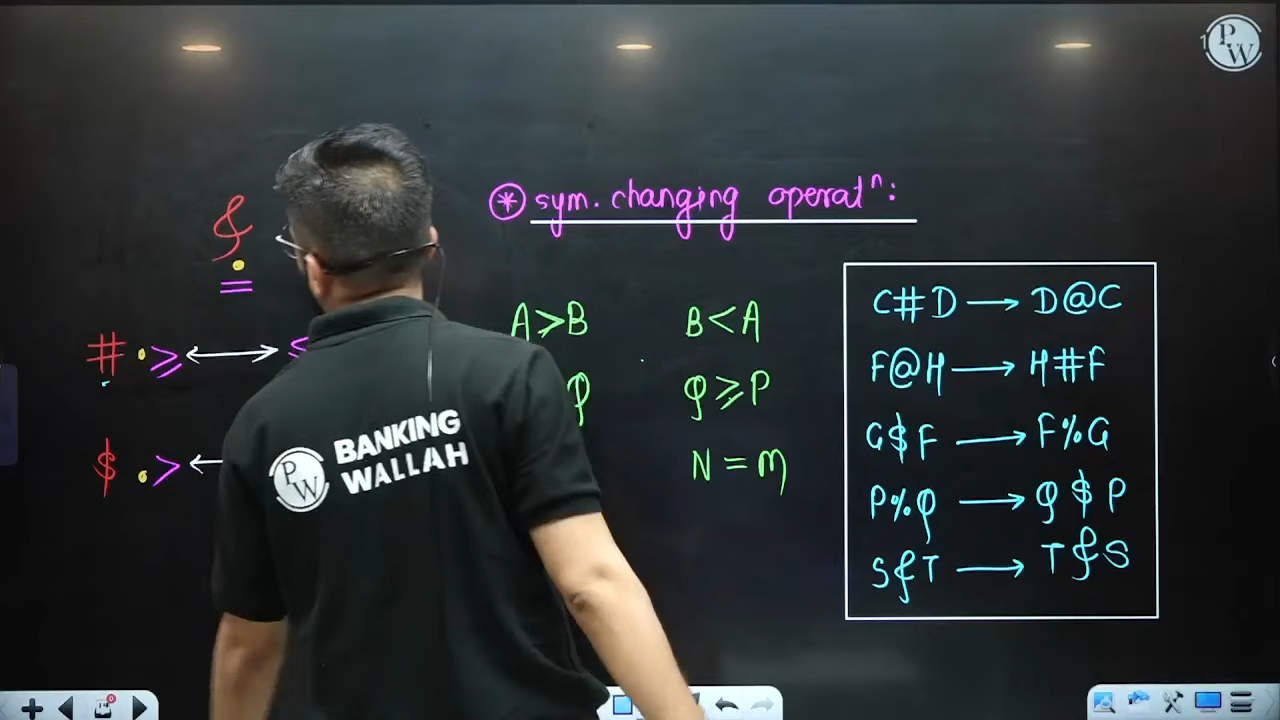 PW
* sym. changing operatⁿ:
&
=
# • ≥ ⟷ ≤
$ • > ←
A>B B<A
Q Q≥P
N=M
C#D → D@C
F@H → H#F
G$F → F%G
P%Q → Q$P
S&T → T&S
PW BANKING
WALLAH